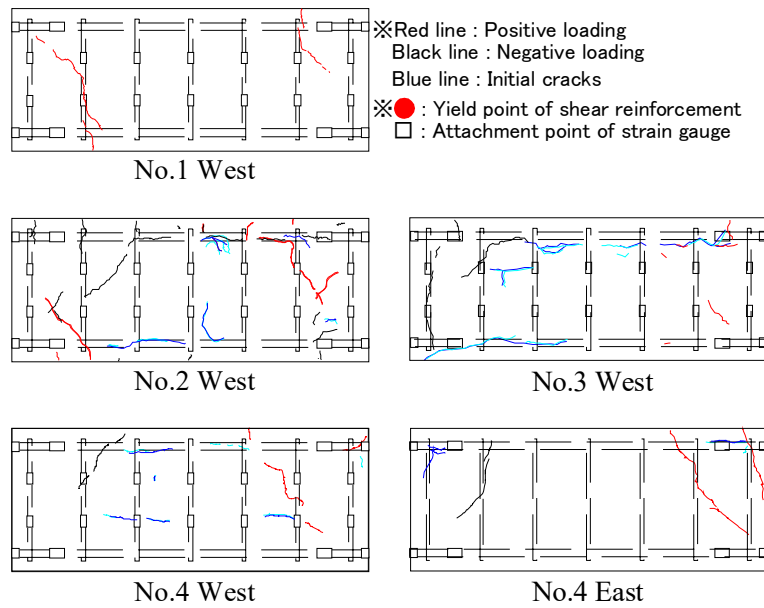 ※Red line : Positive loading
Black line : Negative loading
Blue line : Initial cracks
※ : Yield point of shear reinforcement
: Attachment point of strain gauge
No.1 West
No.2 West
No.3 West
No.4 West
No.4 East